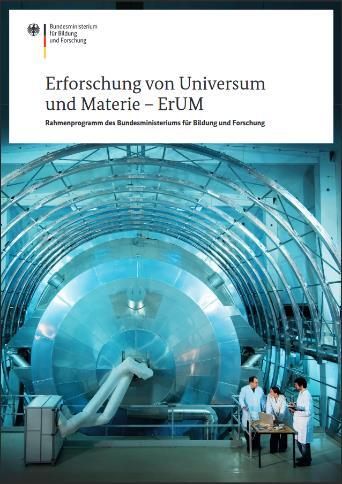 Bundesministerium
für Bildung
und Forschung
Erforschung von Universum
und Materie – ErUM
Rahmenprogramm des Bundesministeriums für Bildung und Forschung